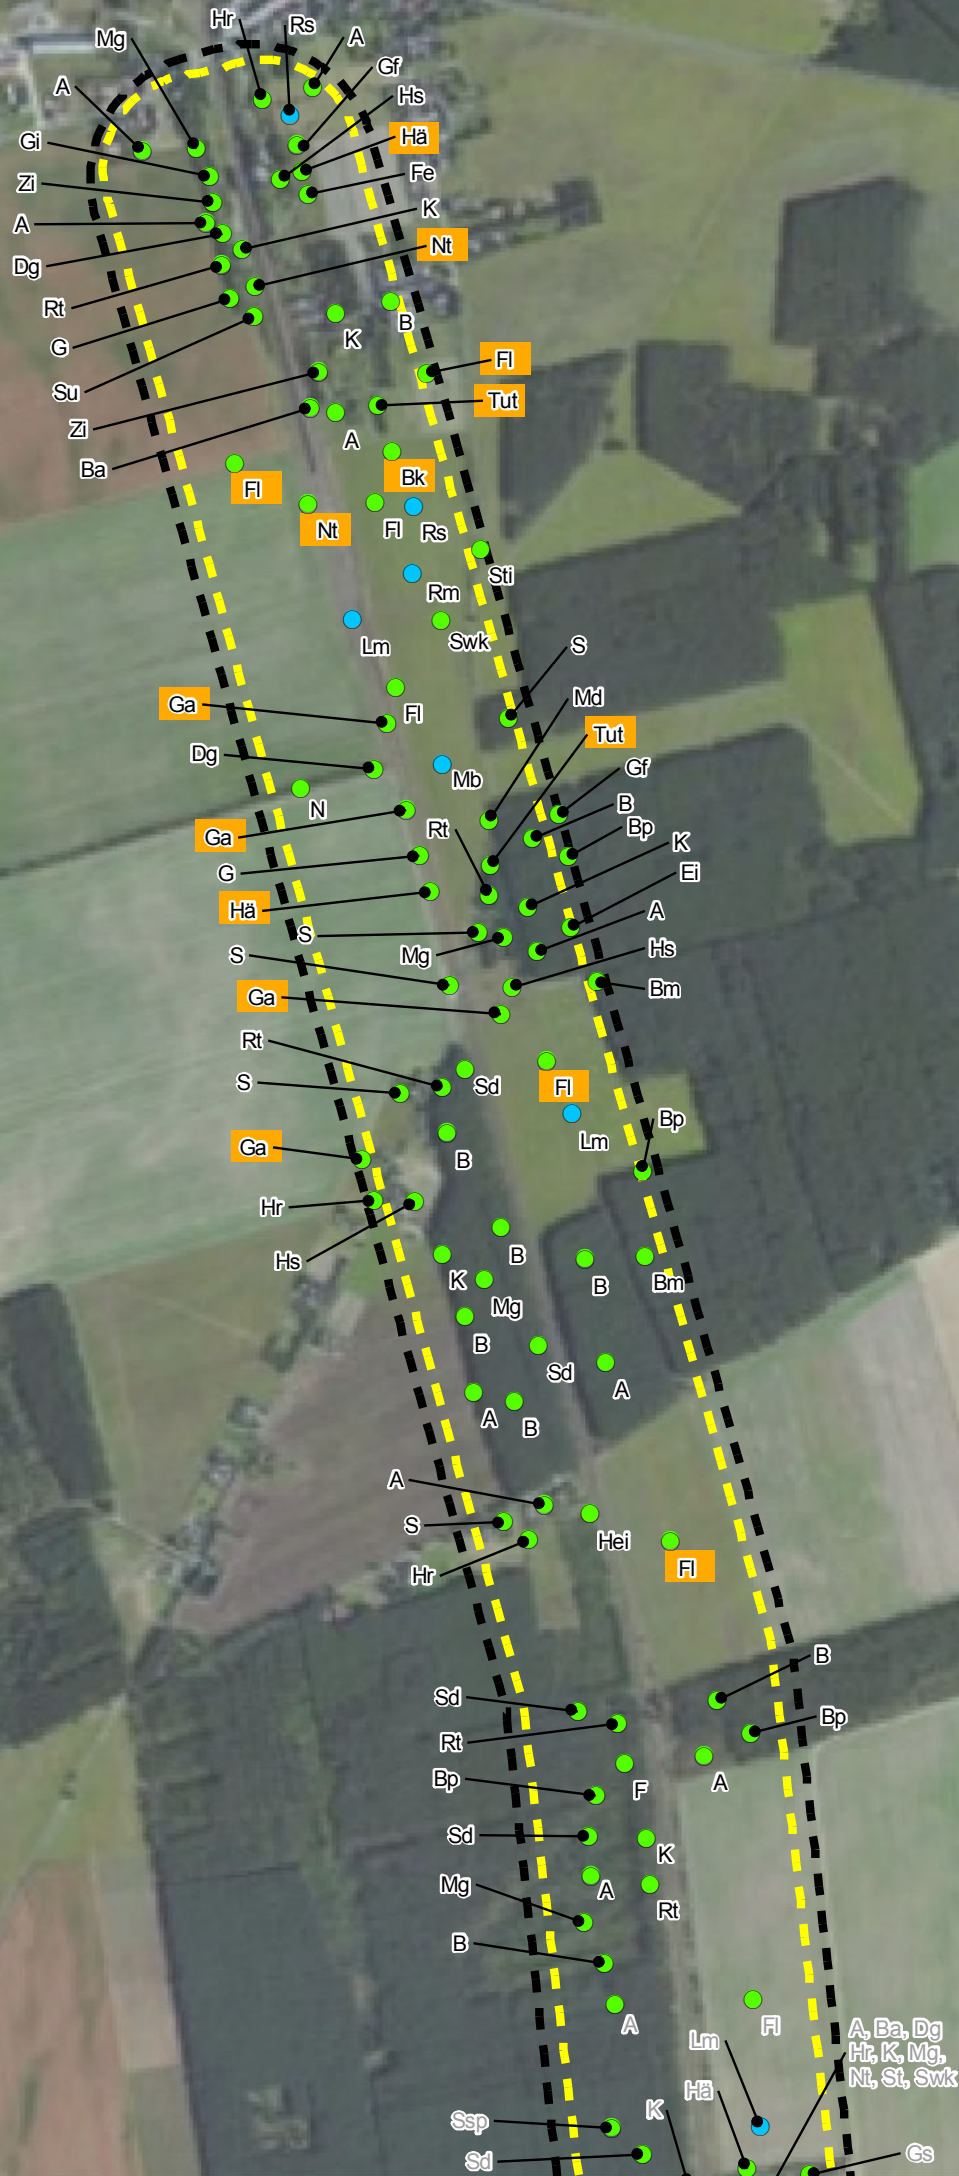 Hr
Rs
A
Mg
Gf
A
Hs
Gi
Hä
Zi
Fe
A
K
Dg
Nt
Rt
G
K
B
Su
Fl
Zi
Tut
A
Ba
Bk
Fl
Nt
Fl
Rs
Sti
Rm
Lm
Swk
S
Md
Ga
Fl
Tut
Dg
Gf
Mb
N
B
Rt
Bp
Ga
K
G
Ei
Hä
A
S
Mg
Hs
S
Bm
Ga
Rt
S
Sd
Fl
Bp
Lm
Ga
B
Hr
Hs
B
K
B
Bm
Mg
B
Sd
A
A
B
A
S
Hei
Hr
Fl
B
Sd
Bp
Rt
Bp
F
A
Sd
K
Mg
A
Rt
B
A
Fl
A, Ba, Dg
Hr, K, Mg,
Nt, St, Swk
Lm
Hä
K
Ssp
Sd
Gs